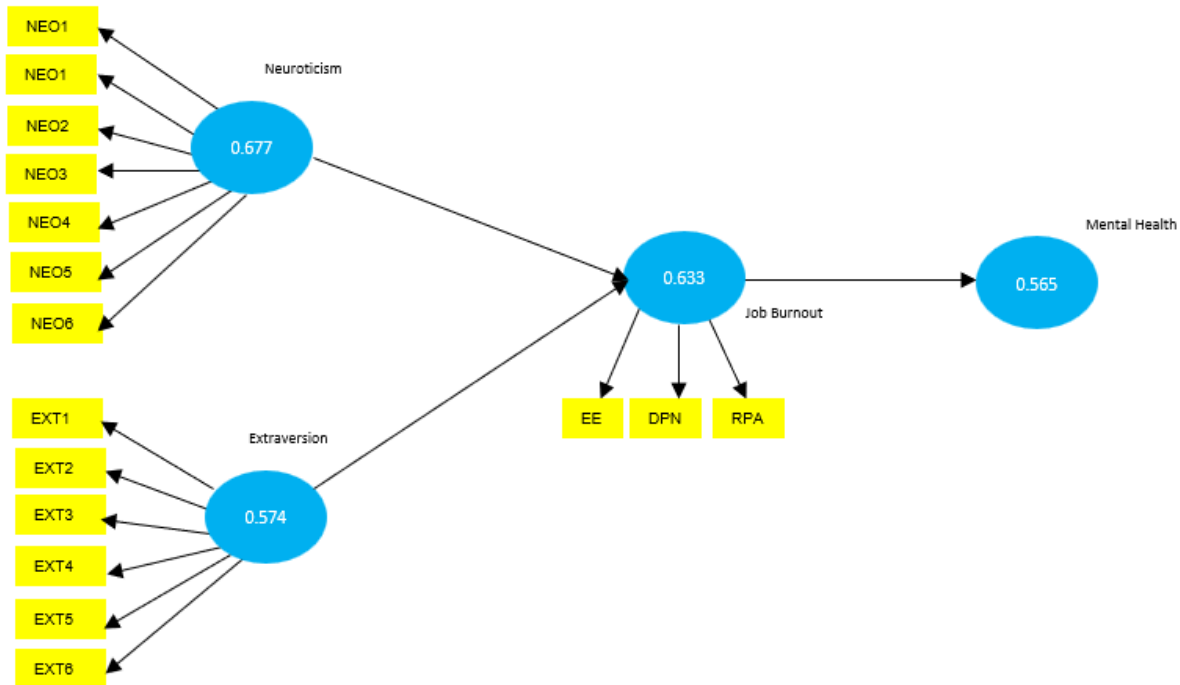 NEO1
NEO1
NEO2
NEO3
NEO4
NEO5
NEO6
Neuroticism
0.677
EXT1
EXT2
EXT3
EXT4
EXT5
EXT6
Extraversion
0.574
0.633
Job Burnout
EE
DPN
RPA
Mental Health
0.565